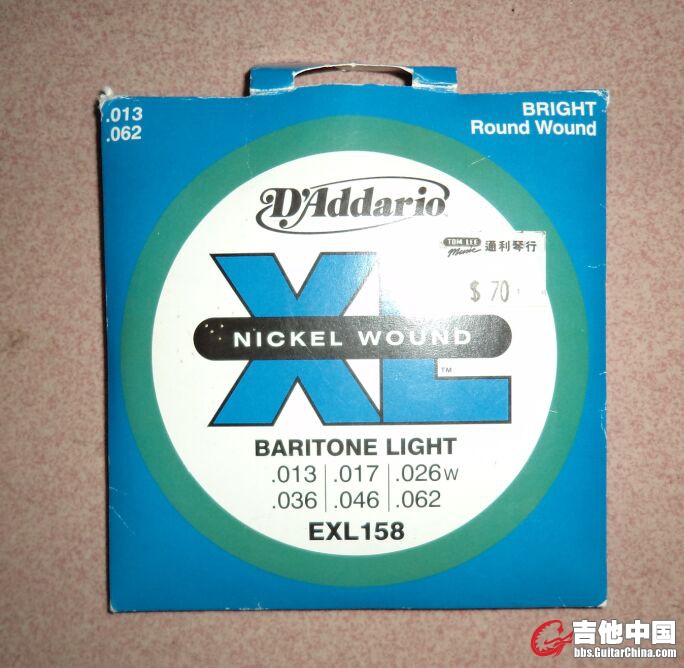 .013
.062
BRIGHT
Round Wound
D'Addario
TOM LEE
Music
通利琴行
$ 70
XL
NICKEL WOUND
TM
BARITONE LIGHT
.013 .017 .026w
.036 .046 .062
EXL158
吉他中国
bbs.GuitarChina.com